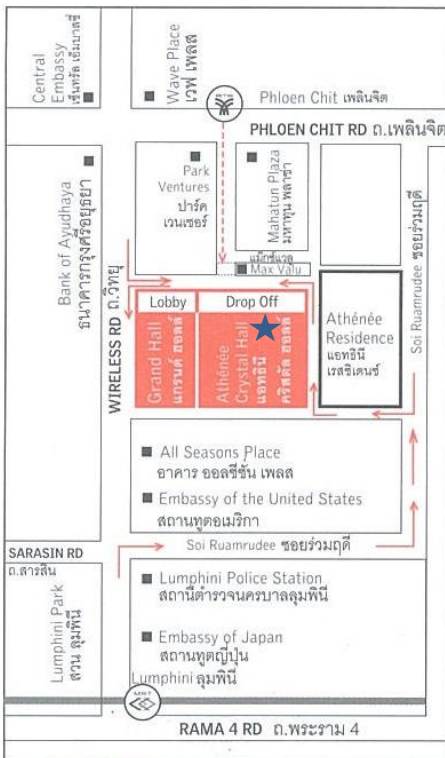 Central
Embassy
เซ็นทรัล เอ็มบาสซี
Wave Place
เวฟ เพลส
BTS
Phloen Chit เพลินจิต
PHLOEN CHIT RD ถ.เพลินจิต
Bank of Ayudhaya
ธนาคารกรุงศรีอยุธยา
Park
Ventures
ปาร์ค
เวนเชอร์
Mahatun Plaza
มหาทุน พลาซ่า
แม็กซ์แวลู
Max Valu
Soi Ruamrudee ซอยร่วมฤดี
WIRELESS RD ถ.วิทยุ
Lobby
Drop Off
Grand Hall
แกรนด์ ฮอลล์
Athénée
Crystal Hall
แอทธินี
คริสตัล ฮอลล์
Athénée
Residence
แอทธินี
เรสซิเดนซ์
All Seasons Place
อาคาร ออลซีซั่น เพลส
Embassy of the United States
สถานทูตอเมริกา
SARASIN RD
ถ.สารสิน
Soi Ruamrudee ซอยร่วมฤดี
Lumphini Park
สวน ลุมพินี
Lumphini Police Station
สถานีตำรวจนครบาลลุมพินี
Embassy of Japan
สถานทูตญี่ปุ่น
Lumphini ลุมพินี
MRT
RAMA 4 RD ถ.พระราม 4